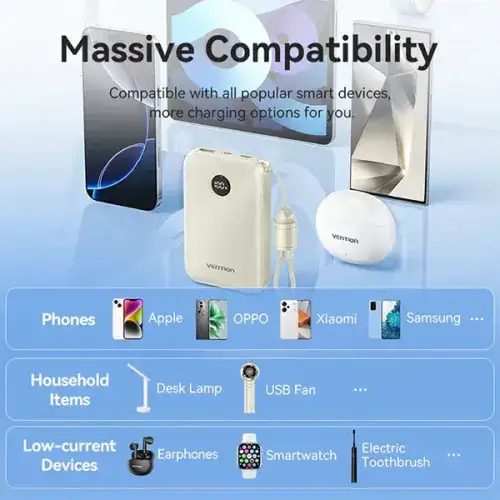 Massive Compatibility
Compatible with all popular smart devices,
more charging options for you.
100%
VENTION
VENTION
Phones
Apple
OPPO
Xiaomi
Samsung
...
Household
Items
Desk Lamp
USB Fan
...
Low-current
Devices
Earphones
Smartwatch
Electric
Toothbrush
...